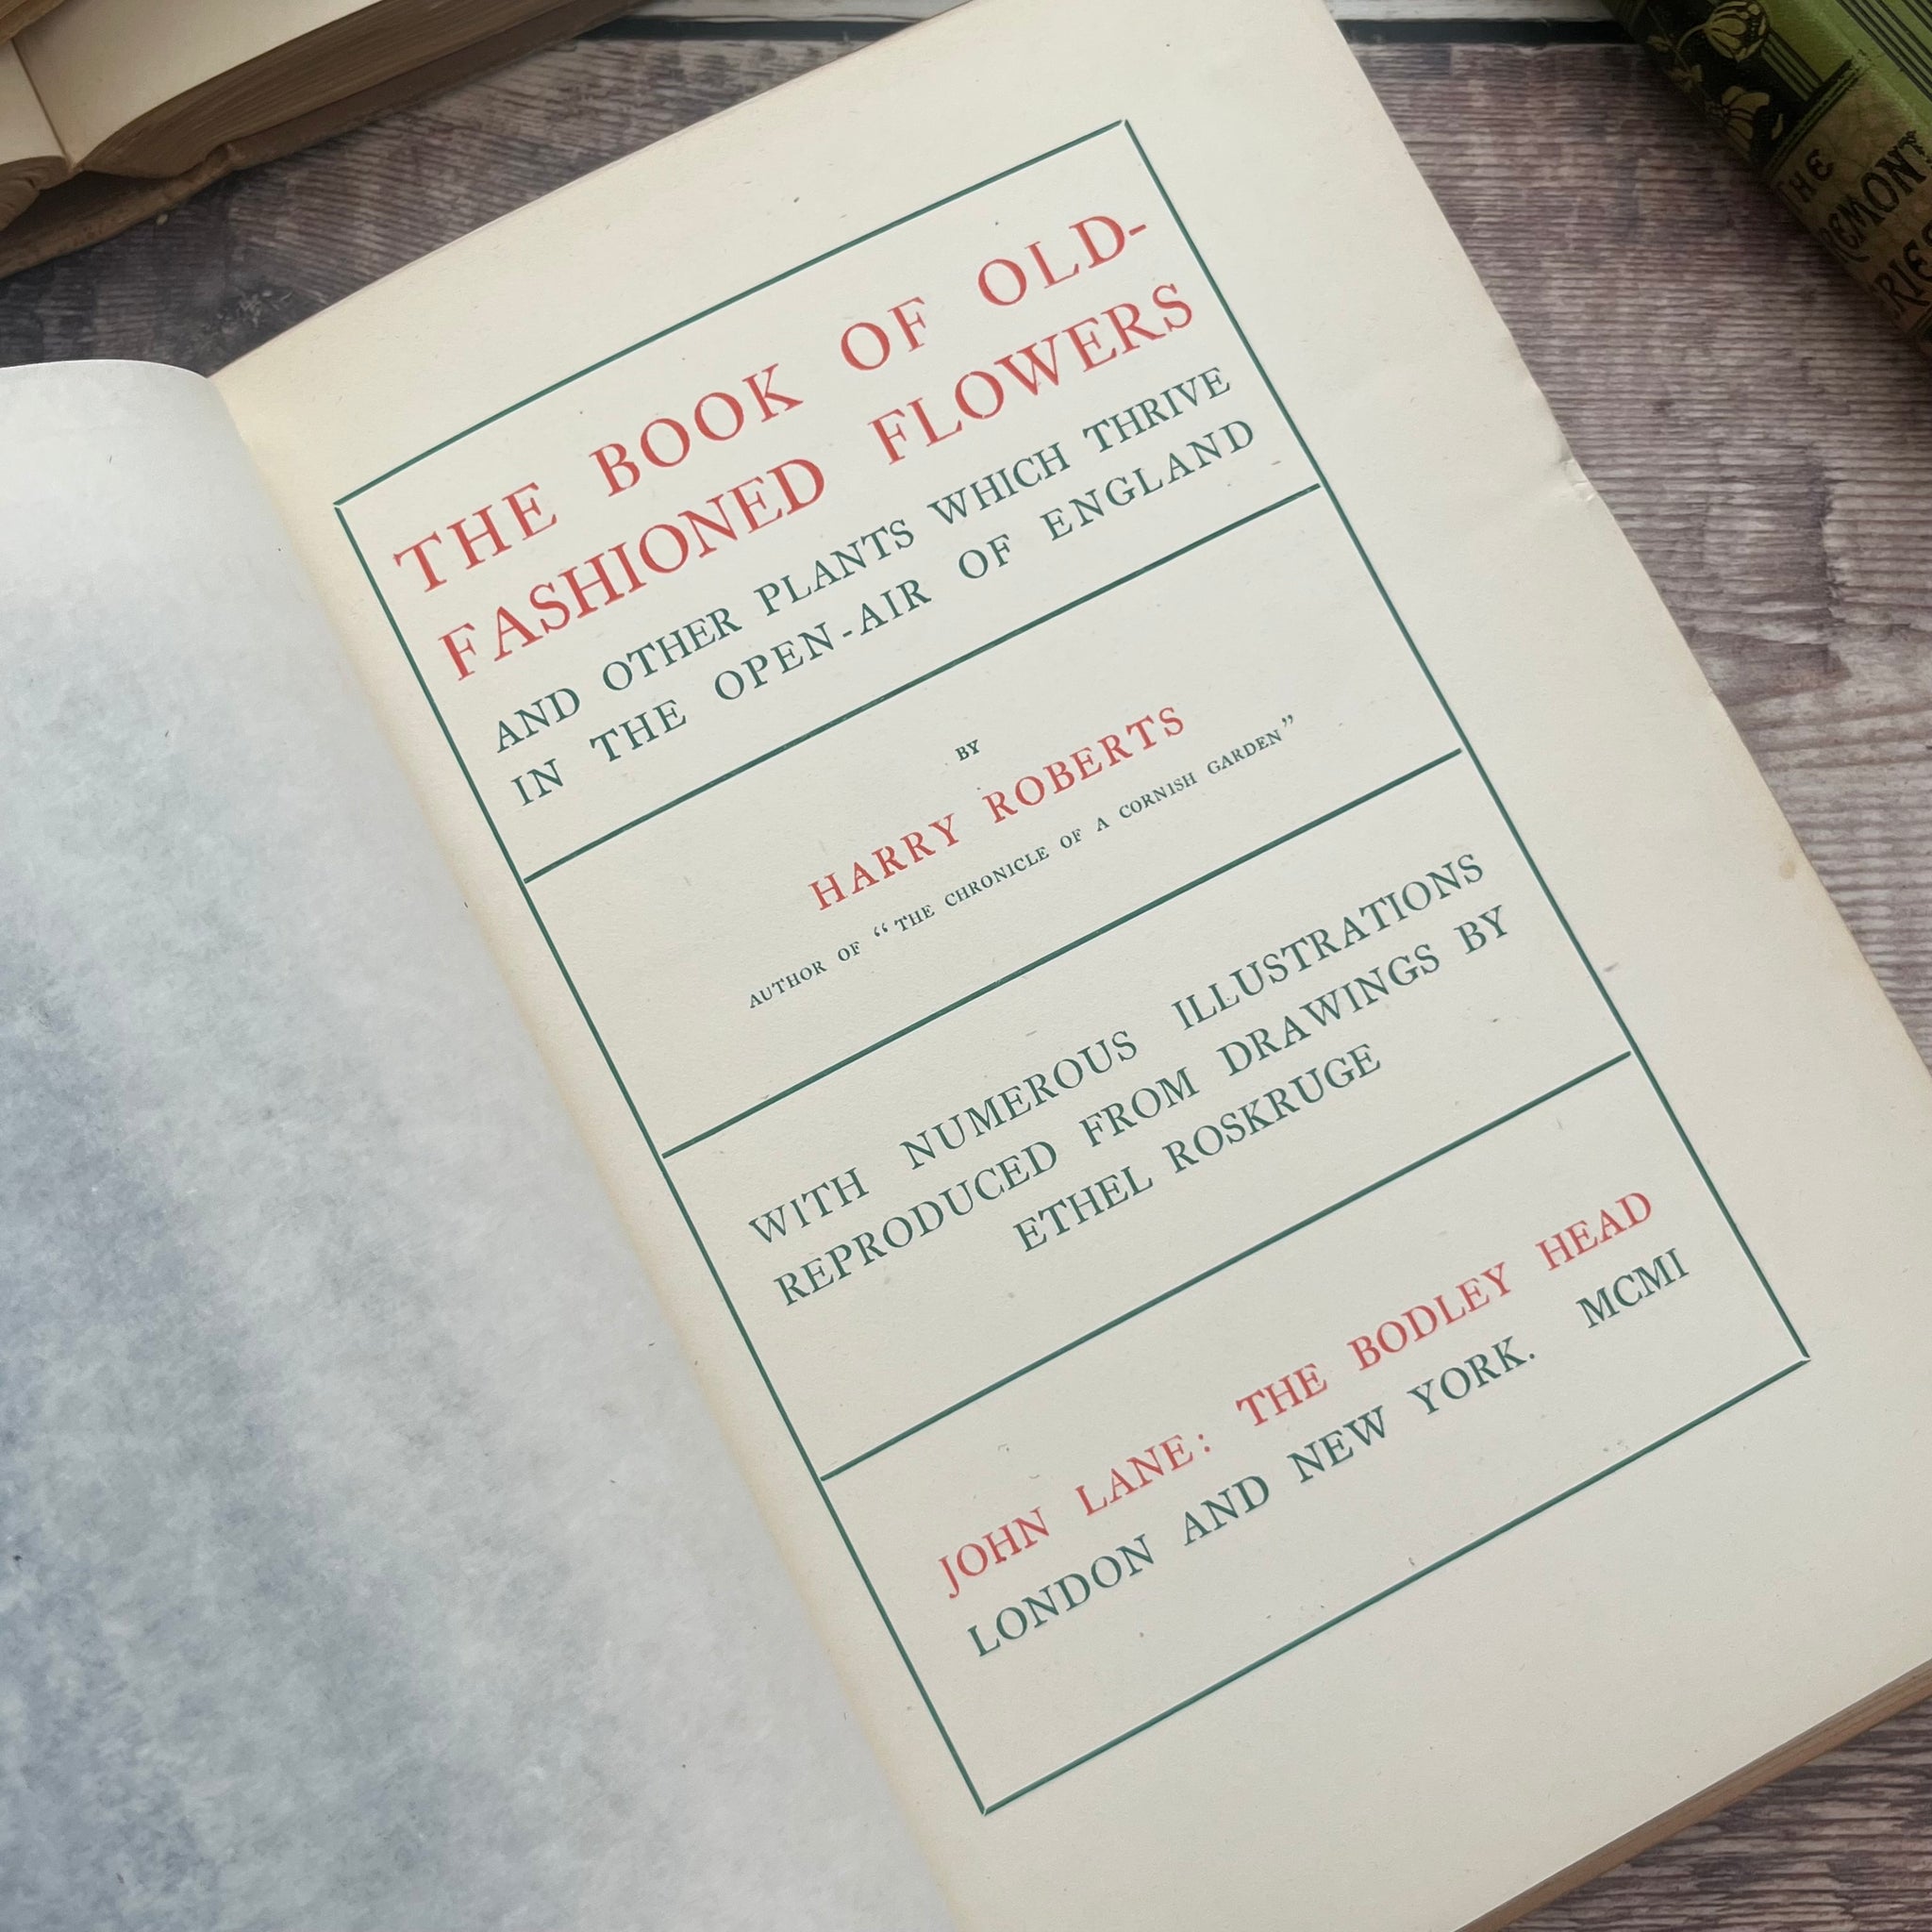 THE BOOK OF OLD-
FASHIONED FLOWERS
AND OTHER PLANTS WHICH THRIVE
IN THE OPEN-AIR OF ENGLAND
BY
HARRY ROBERTS
AUTHOR OF “THE CHRONICLE OF A CORNISH GARDEN”
WITH NUMEROUS ILLUSTRATIONS
REPRODUCED FROM DRAWINGS BY
ETHEL ROSKRUGE
JOHN LANE: THE BODLEY HEAD
LONDON AND NEW YORK. MCMI
THE